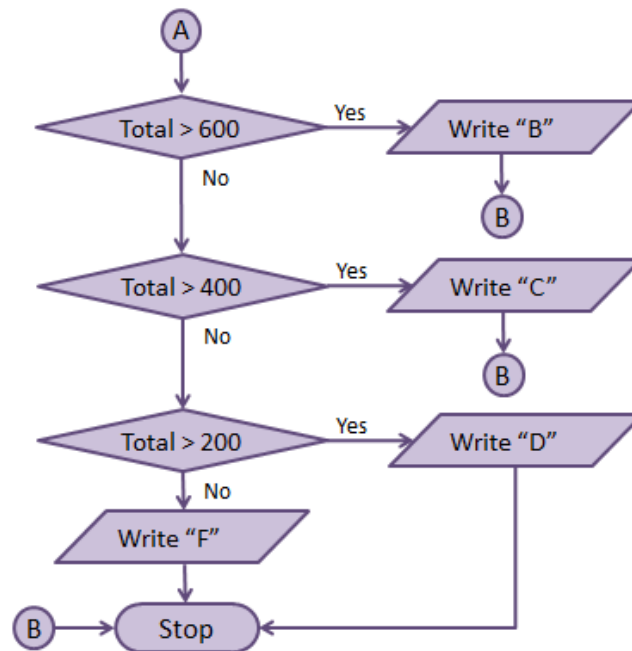 A
Total > 600
Yes
Write “B”
No
B
Total > 400
Yes
Write “C”
No
B
Total > 200
Yes
Write “D”
No
Write “F”
B
Stop